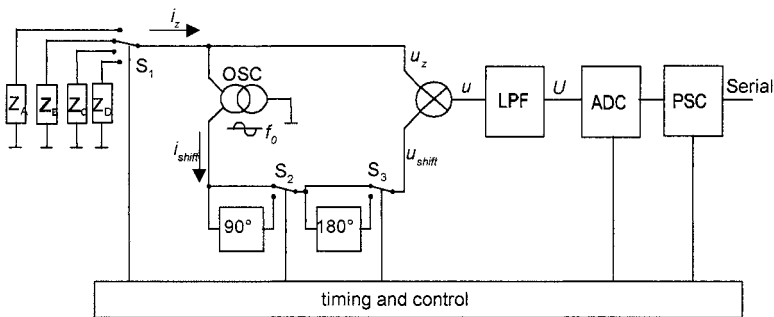 i_z
S_1
Z_A
Z_B
Z_C
Z_D
OSC
f_0
i_shift
u_z
u
LPF
U
ADC
PSC
Serial
u_shift
S_2
S_3
90°
180°
timing and control